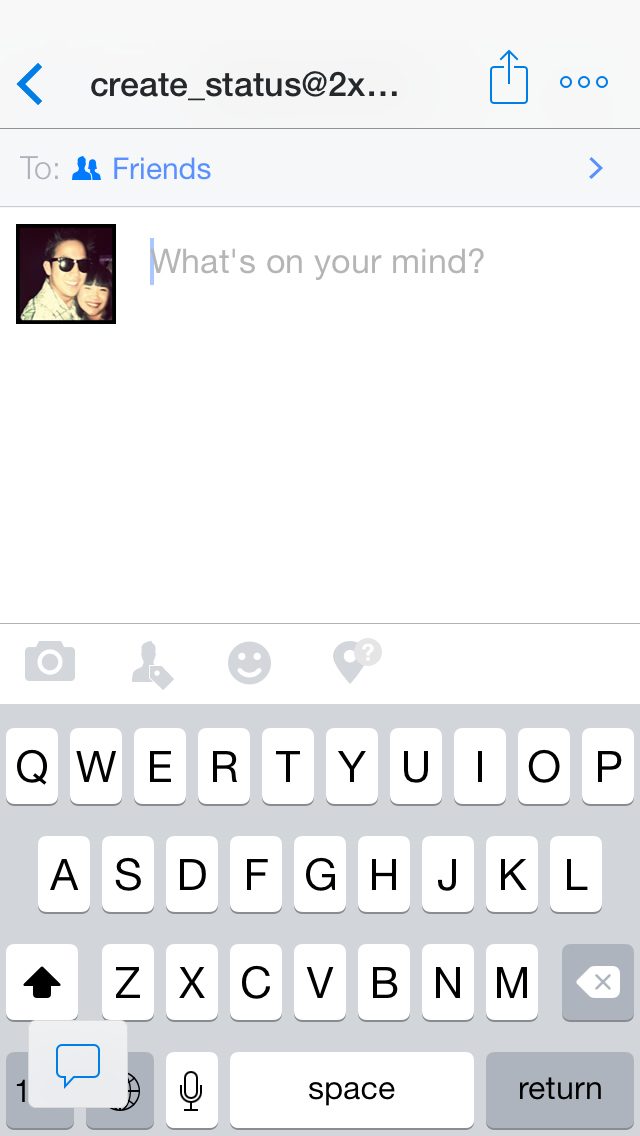 create_status@2x...
To: Friends
What's on your mind?
?
Q W E R T Y U I O P
A S D F G H J K L
Z X C V B N M
1 space return